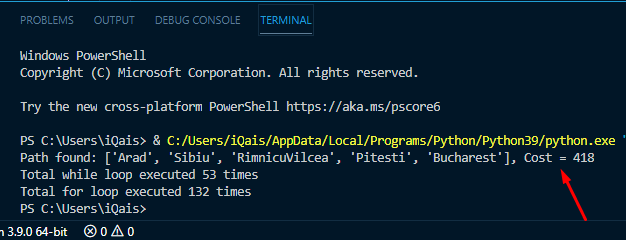 PROBLEMS OUTPUT DEBUG CONSOLE TERMINAL
Windows PowerShell
Copyright (C) Microsoft Corporation. All rights reserved.
Try the new cross-platform PowerShell https://aka.ms/pscore6
PS C:\Users\iQais> & C:/Users/iQais/AppData/Local/Programs/Python/Python39/python.exe "
Path found: ['Arad', 'Sibiu', 'RimnicuVilcea', 'Pitesti', 'Bucharest'], Cost = 418
Total while loop executed 53 times
Total for loop executed 132 times
PS C:\Users\iQais>
n 3.9.0 64-bit 0 0